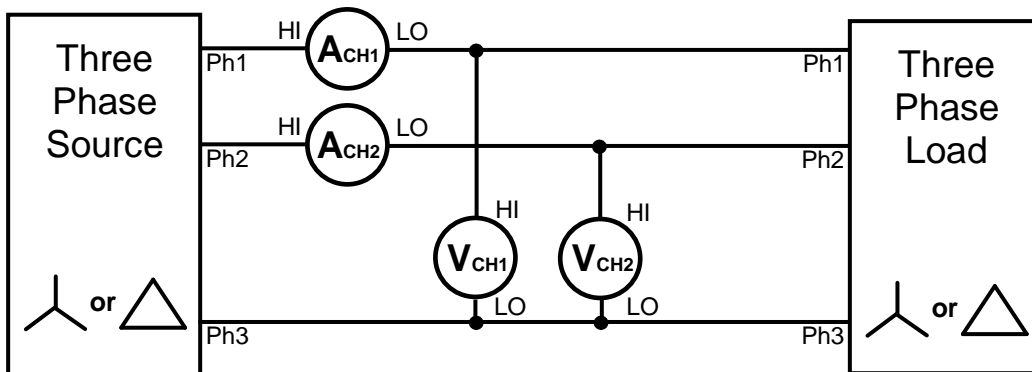 Three
Phase
Source
or
HI
ACH1
LO
Ph1
HI
ACH2
LO
Ph2
HI
VCH1
LO
HI
VCH2
LO
Ph3
Ph1
Ph2
Ph3
Three
Phase
Load
or